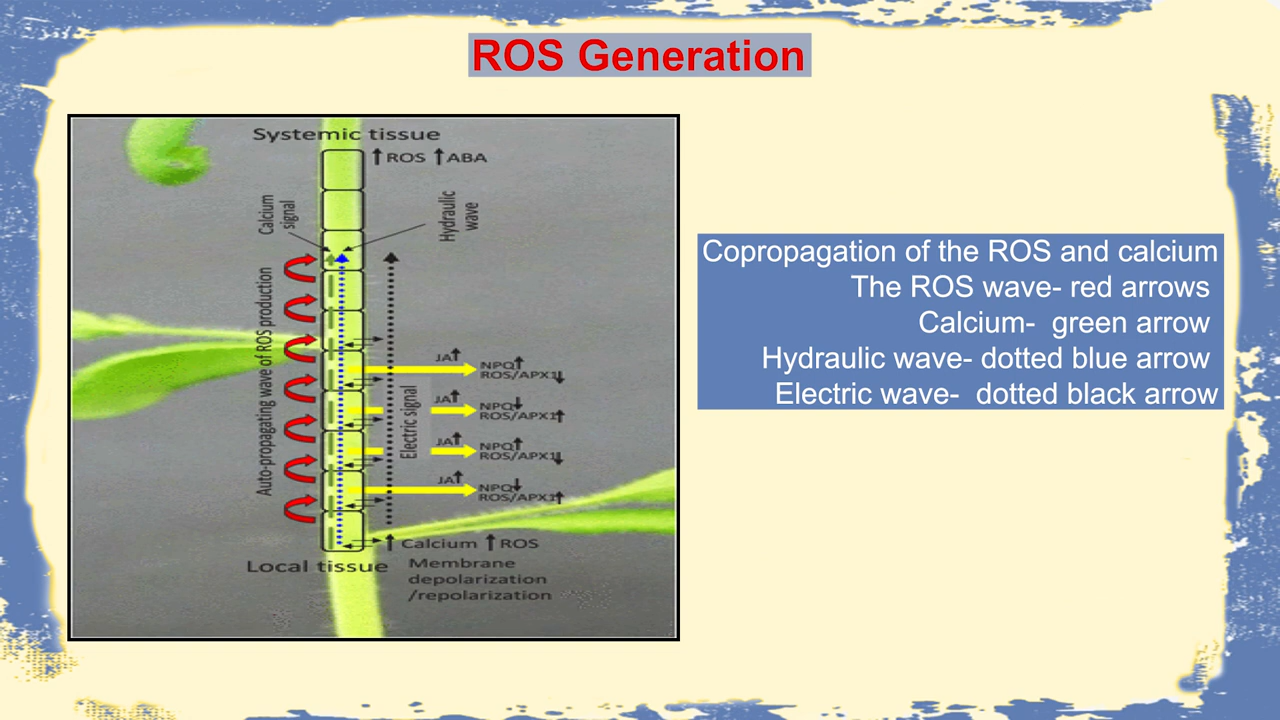 ROS Generation
Systemic tissue
↑ROS ↑ABA
Calcium
signal
Hydraulic
wave
Auto-propagating wave of ROS production
JA↑
NPQ↑
ROS/APX1↓
JA↑
NPQ↓
ROS/APX1↑
JA↑
NPQ↑
ROS/APX1↓
JA↑
NPQ↓
ROS/APX1↑
Electric signal
↑Calcium ↑ROS
Local tissue
Membrane
depolarization
/repolarization
Copropagation of the ROS and calcium
The ROS wave- red arrows
Calcium-  green arrow
Hydraulic wave- dotted blue arrow
Electric wave-  dotted black arrow